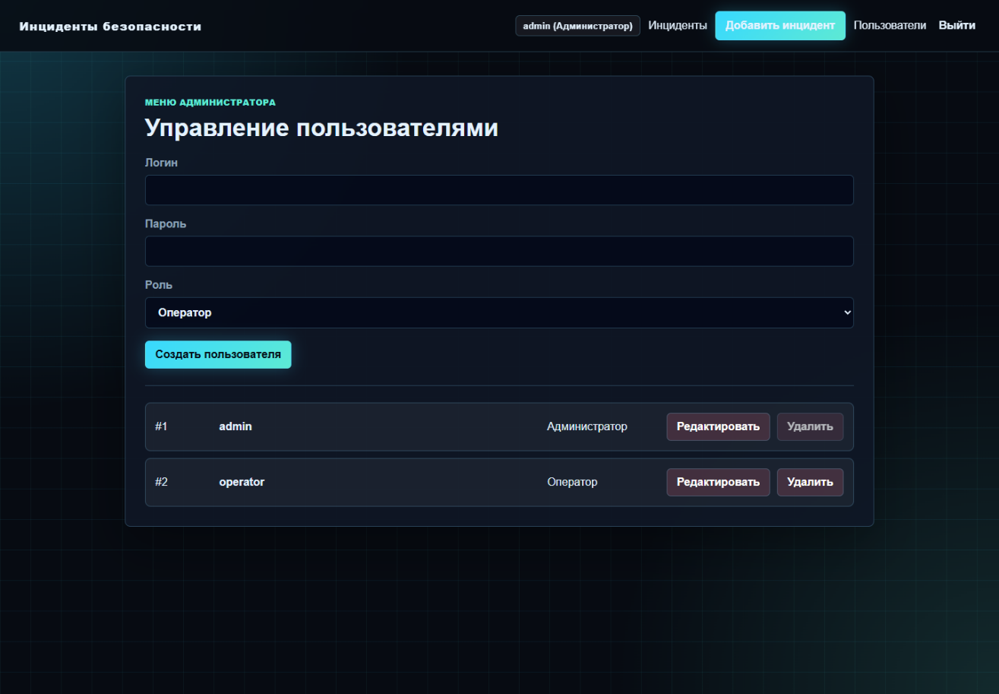 Инциденты безопасности
admin (Администратор) Инциденты Добавить инцидент Пользователи Выйти
МЕНЮ АДМИНИСТРАТОРА
Управление пользователями
Логин
Пароль
Роль
Оператор
Создать пользователя
#1 admin Администратор Редактировать Удалить
#2 operator Оператор Редактировать Удалить